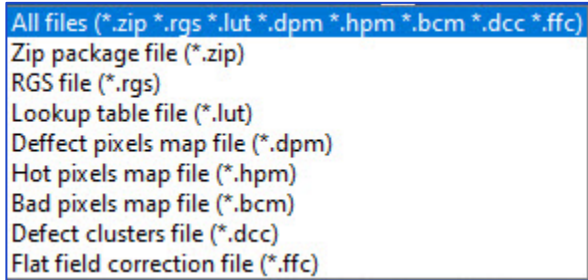 All files (*.zip *.rgs *.lut *.dpm *.hpm *.bcm *.dcc *.ffc)
Zip package file (*.zip)
RGS file (*.rgs)
Lookup table file (*.lut)
Deffect pixels map file (*.dpm)
Hot pixels map file (*.hpm)
Bad pixels map file (*.bcm)
Defect clusters file (*.dcc)
Flat field correction file (*.ffc)